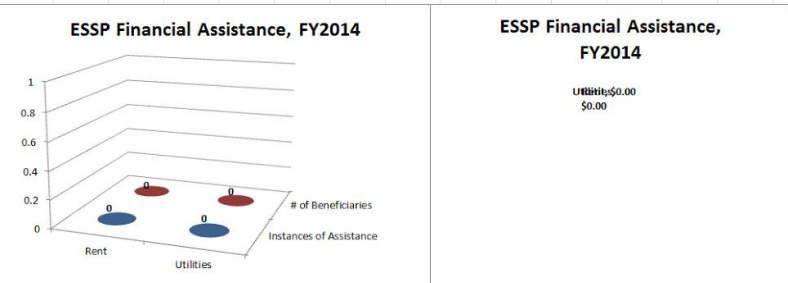 ESSP Financial Assistance, FY2014
1
0.8
0.6
0.4
0.2
0
0
0
0
0
Rent
Utilities
# of Beneficiaries
Instances of Assistance
ESSP Financial Assistance,
FY2014
$0.00
$0.00